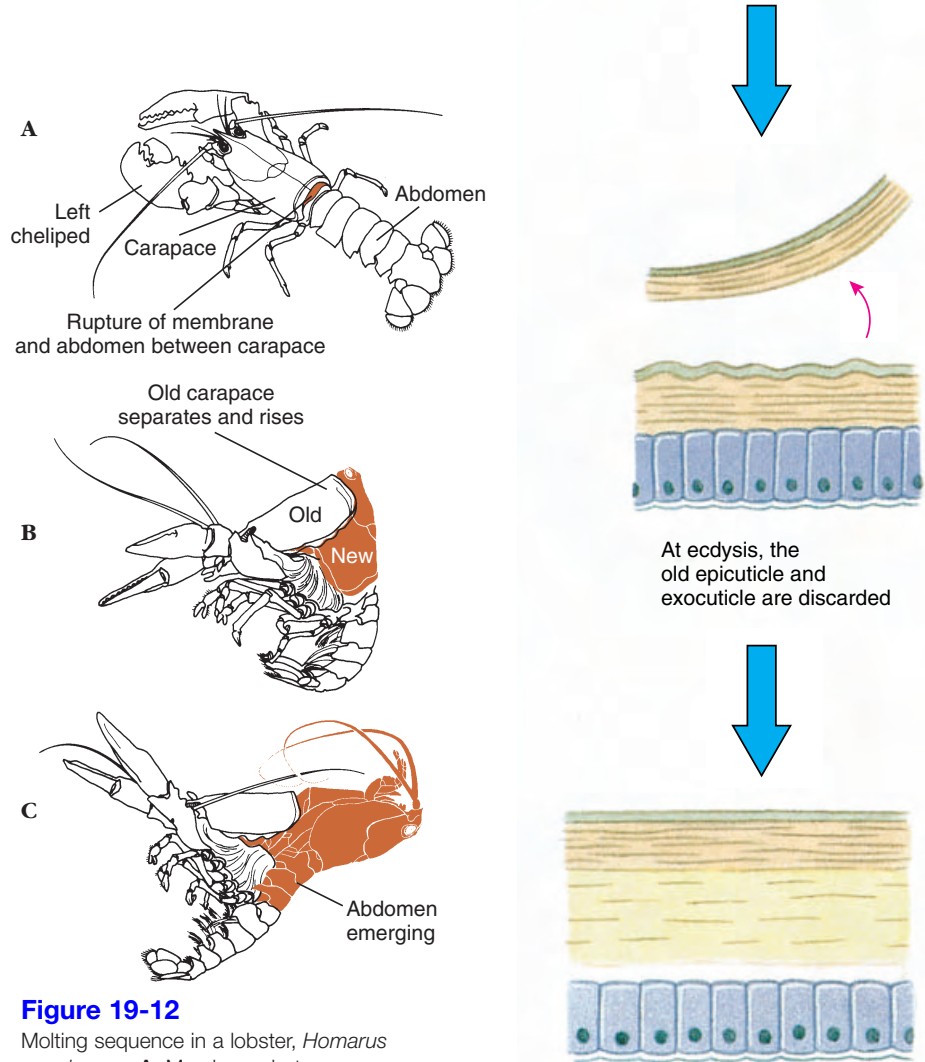 A
Left
cheliped
Carapace
Abdomen
Rupture of membrane
and abdomen between carapace
Old carapace
separates and rises
B
Old
New
C
Abdomen
emerging
Figure 19-12
Molting sequence in a lobster, Homarus
At ecdysis, the
old epicuticle and
exocuticle are discarded